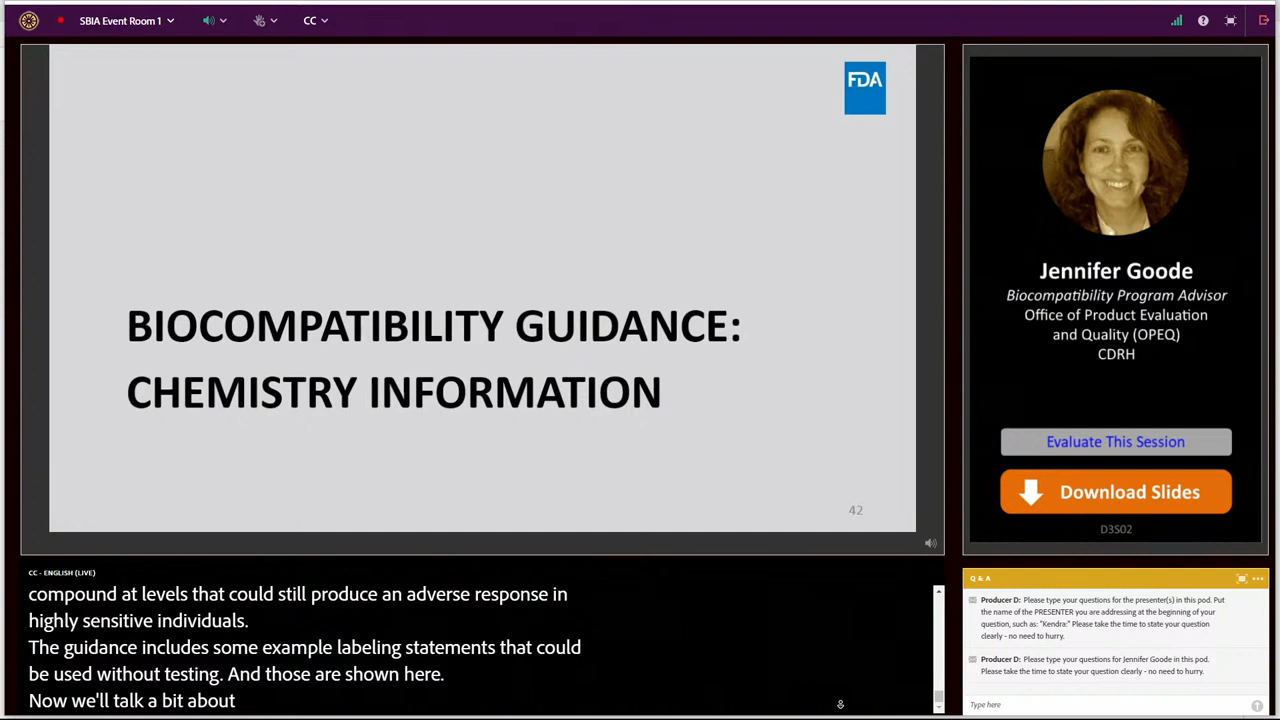 SBIA Event Room 1
CC
FDA
BIOCOMPATIBILITY GUIDANCE:
CHEMISTRY INFORMATION
42
Jennifer Goode
Biocompatibility Program Advisor
Office of Product Evaluation
and Quality (OPEQ)
CDRH
Evaluate This Session
Download Slides
D3S02
CC - ENGLISH (LIVE)
compound at levels that could still produce an adverse response in
highly sensitive individuals.
The guidance includes some example labeling statements that could
be used without testing. And those are shown here.
Now we'll talk a bit about
Q & A
Producer D: Please type your questions for the presenter(s) in this pod. Put
the name of the PRESENTER you are addressing at the beginning of your
question, such as: "Kendra:" Please take the time to state your question
clearly - no need to hurry.
Producer D: Please type your questions for Jennifer Goode in this pod.
Please take the time to state your question clearly - no need to hurry.
Type here